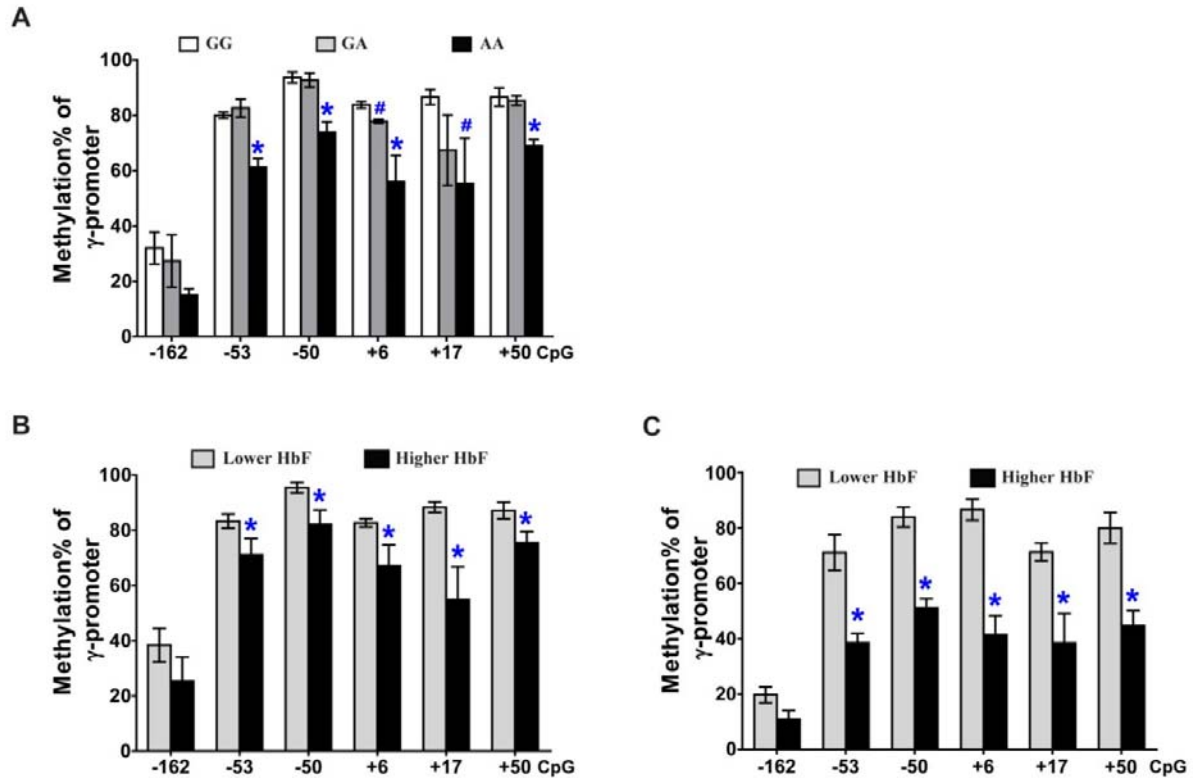 A
GG GA AA
Methylation% of
γ-promoter
100
80
60
40
20
0
* * # * # *
-162 -53 -50 +6 +17 +50 CpG
B
Lower HbF Higher HbF
Methylation% of
γ-promoter
100
80
60
40
20
0
* * * * *
-162 -53 -50 +6 +17 +50 CpG
C
Lower HbF Higher HbF
Methylation% of
γ-promoter
100
80
60
40
20
0
* * * * *
-162 -53 -50 +6 +17 +50 CpG